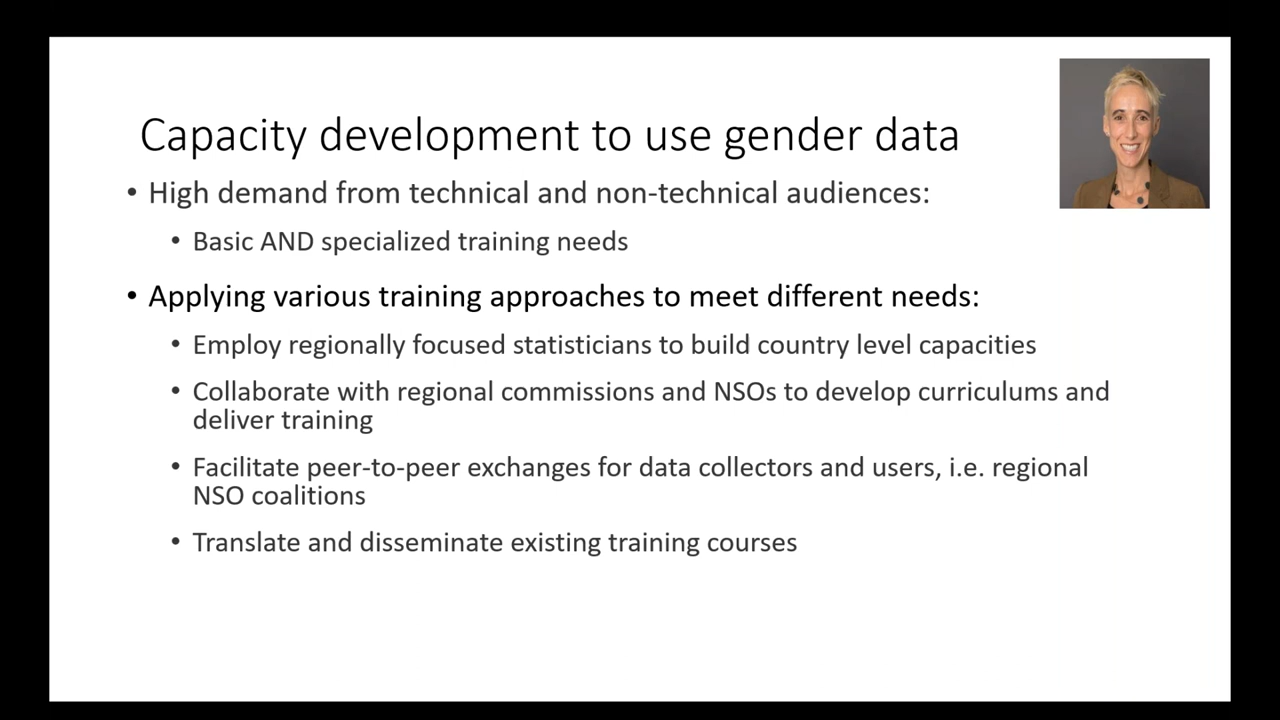 Capacity development to use gender data
• High demand from technical and non-technical audiences:
• Basic AND specialized training needs
• Applying various training approaches to meet different needs:
• Employ regionally focused statisticians to build country level capacities
• Collaborate with regional commissions and NSOs to develop curriculums and
deliver training
• Facilitate peer-to-peer exchanges for data collectors and users, i.e. regional
NSO coalitions
• Translate and disseminate existing training courses